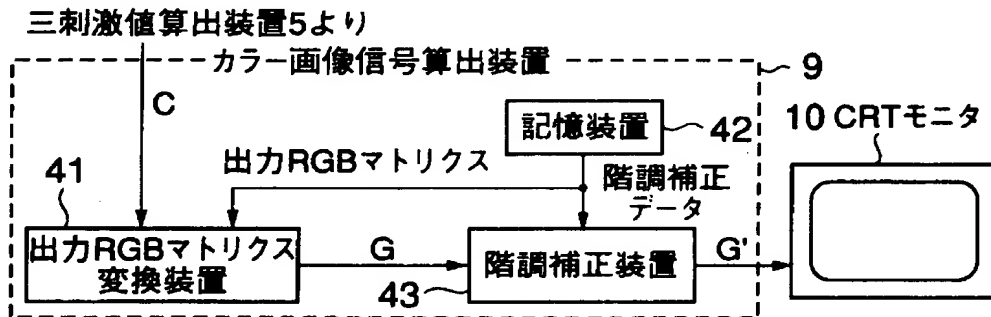 三刺激値算出装置5より
カラー画像信号算出装置
9
C
記憶装置
42
10 CRTモニタ
41
出力RGBマトリクス
階調補正
データ
出力RGBマトリクス
変換装置
G
階調補正装置
G'
43